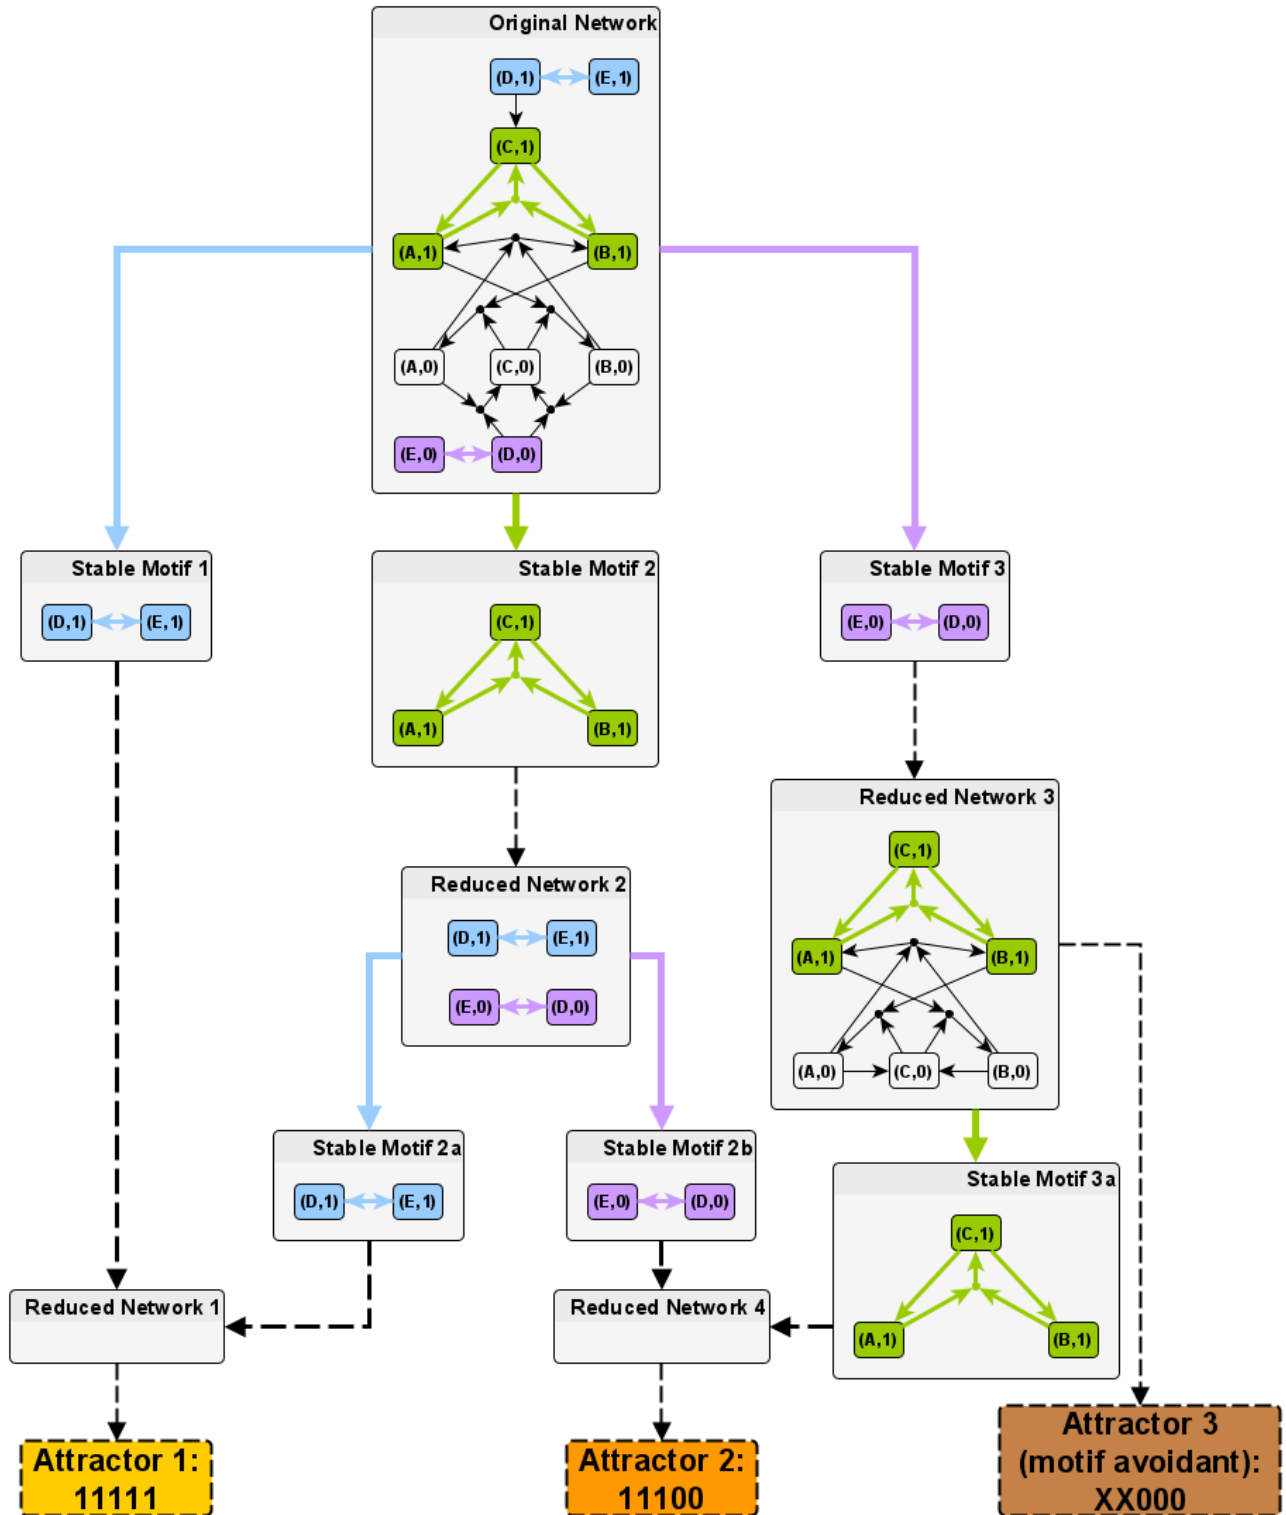 Original Network
(D,1) (E,1)
(C,1)
(A,1) (B,1)
(A,0) (C,0) (B,0)
(E,0) (D,0)
Stable Motif 1
(D,1) (E,1)
Stable Motif 2
(C,1)
(A,1) (B,1)
Stable Motif 3
(E,0) (D,0)
Reduced Network 3
(C,1)
(A,1) (B,1)
(A,0) (C,0) (B,0)
Reduced Network 2
(D,1) (E,1)
(E,0) (D,0)
Stable Motif 2a
(D,1) (E,1)
Stable Motif 2b
(E,0) (D,0)
Stable Motif 3a
(C,1)
(A,1) (B,1)
Reduced Network 1
Reduced Network 4
Attractor 1:
11111
Attractor 2:
11100
Attractor 3
(motif avoidant):
XX000